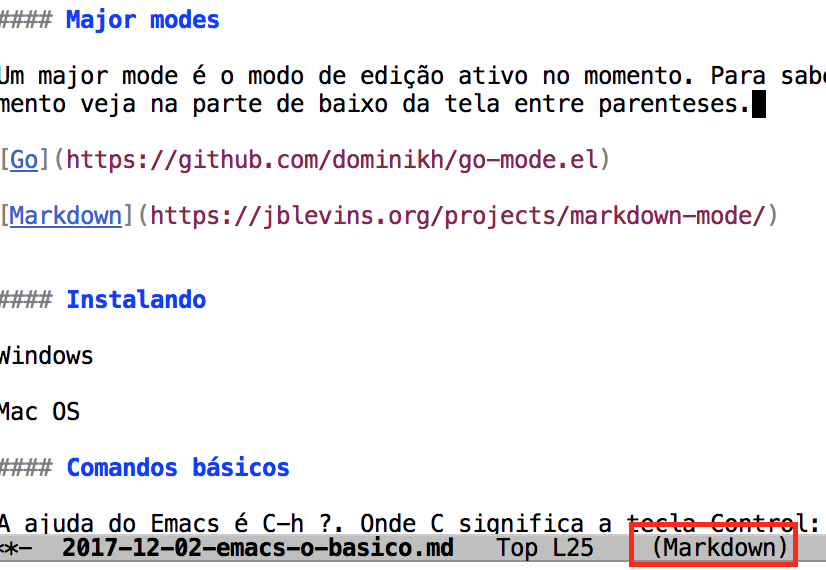 #### Major modes
Um major mode é o modo de edição ativo no momento. Para sabe
mento veja na parte de baixo da tela entre parenteses.
[Go](https://github.com/dominikh/go-mode.el)
[Markdown](https://jblevins.org/projects/markdown-mode/)
#### Instalando
Windows
Mac OS
#### Comandos básicos
A ajuda do Emacs é C-h ?. Onde C significa a tecla Control:
**- 2017-12-02-emacs-o-basico.md Top L25 (Markdown)